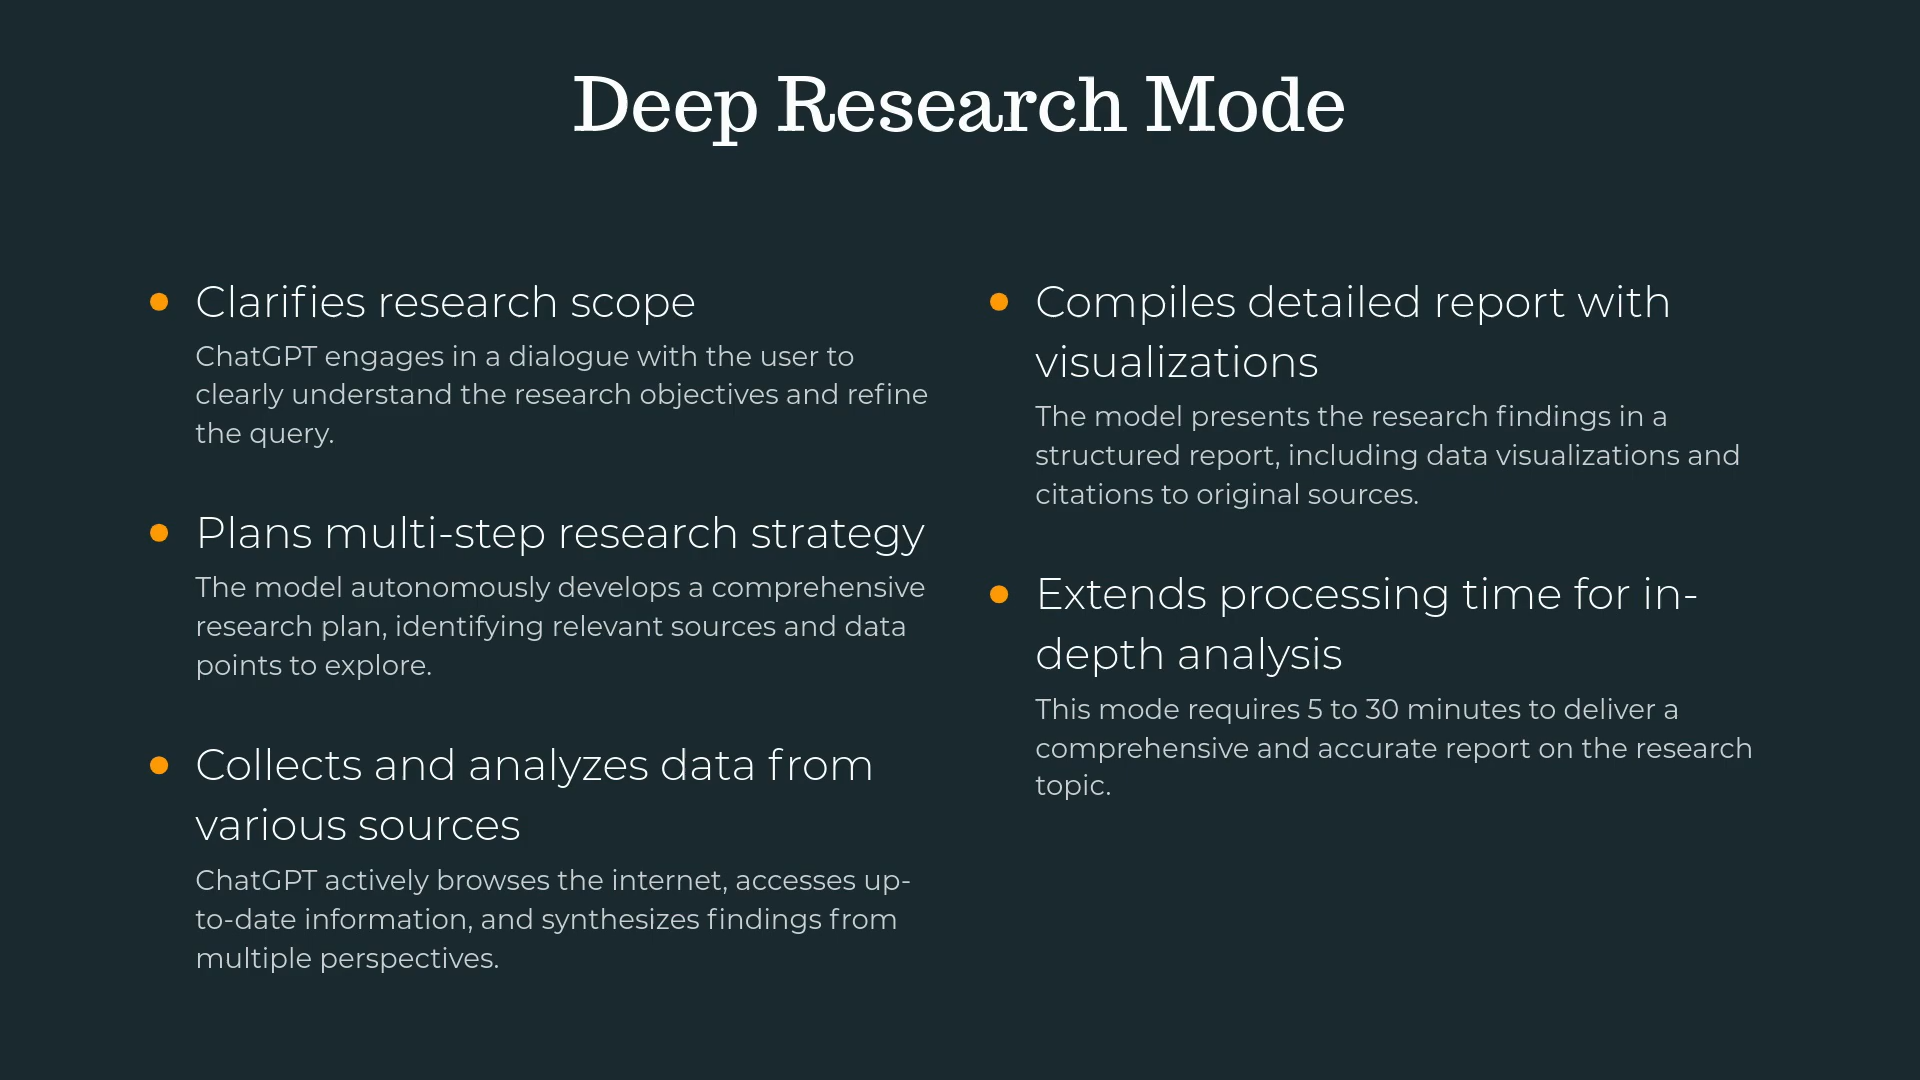 Deep Research Mode
Clarifies research scope
ChatGPT engages in a dialogue with the user to
clearly understand the research objectives and refine
the query.
Plans multi-step research strategy
The model autonomously develops a comprehensive
research plan, identifying relevant sources and data
points to explore.
Collects and analyzes data from
various sources
ChatGPT actively browses the internet, accesses up-
to-date information, and synthesizes findings from
multiple perspectives.
Compiles detailed report with
visualizations
The model presents the research findings in a
structured report, including data visualizations and
citations to original sources.
Extends processing time for in-
depth analysis
This mode requires 5 to 30 minutes to deliver a
comprehensive and accurate report on the research
topic.